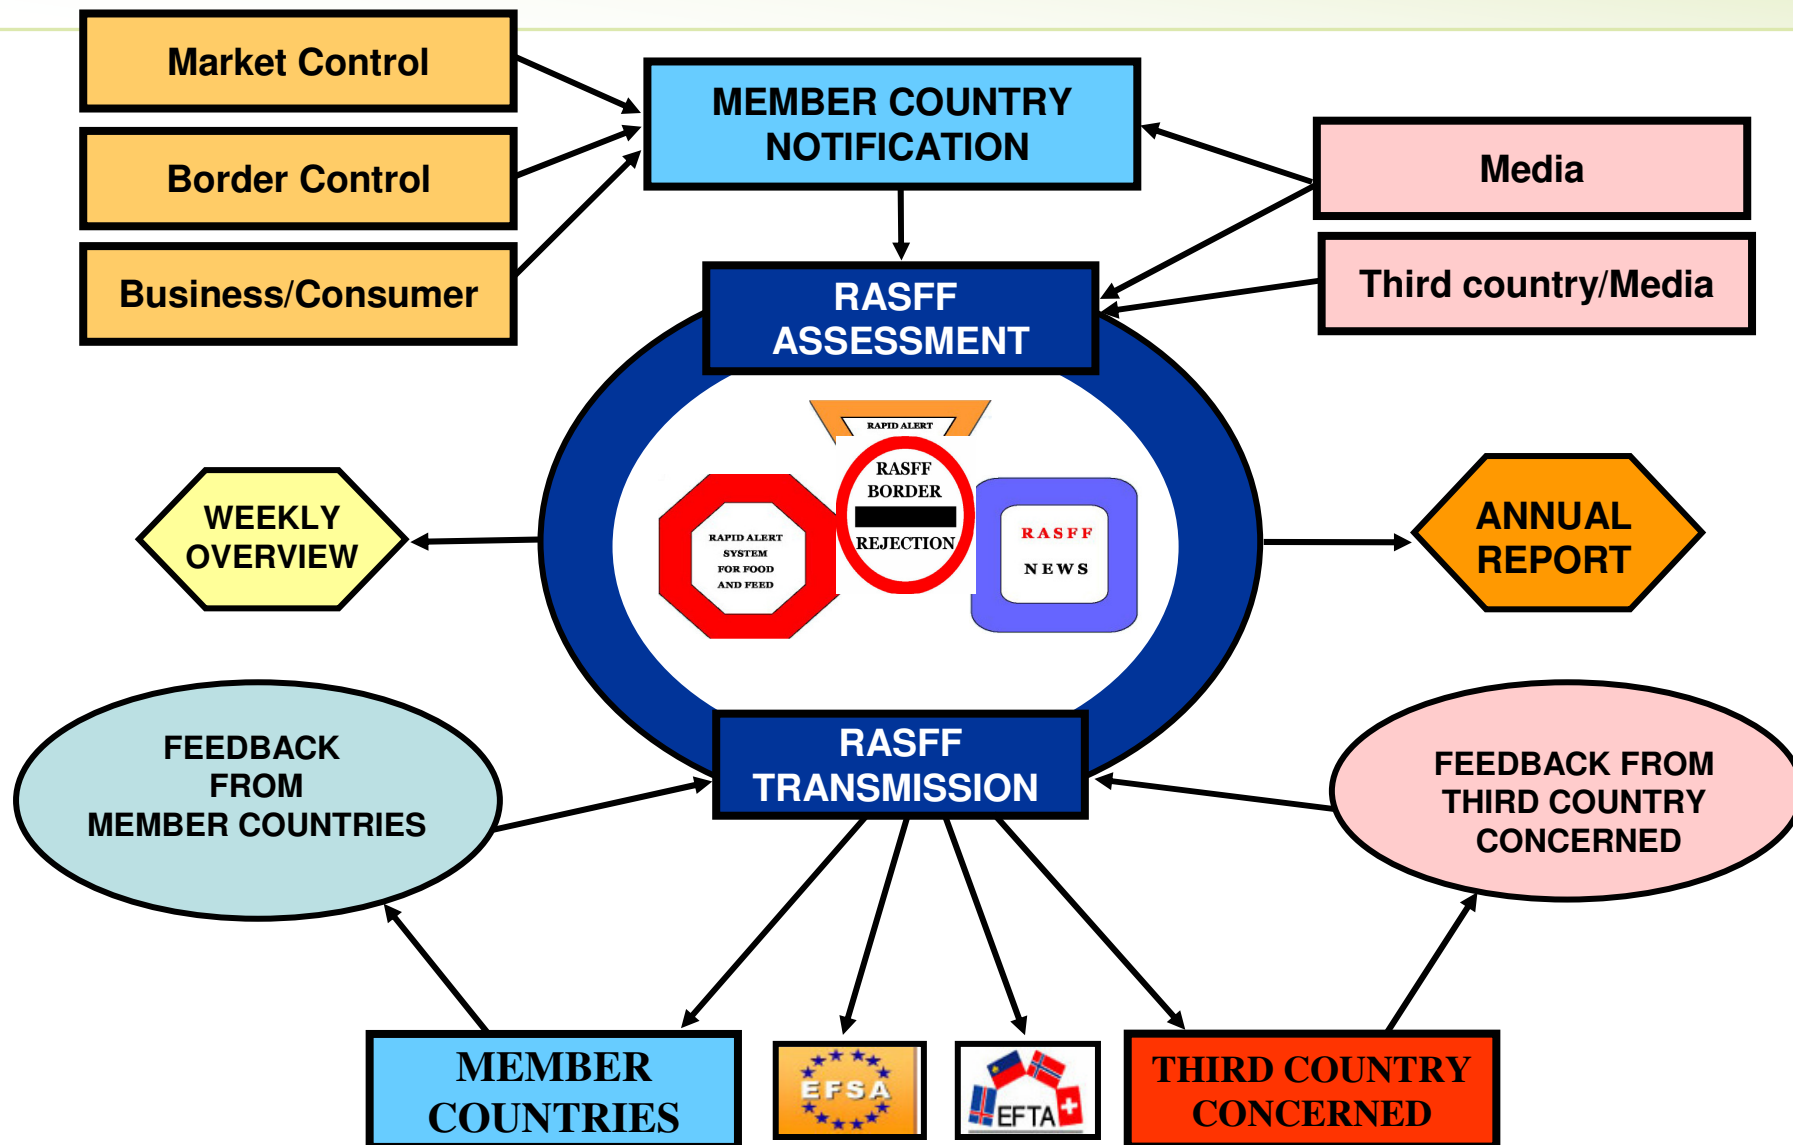 Market Control
MEMBER COUNTRY
NOTIFICATION
Border Control
Media
Business/Consumer
Third country/Media
RASFF
ASSESSMENT
RAPID ALERT
RASFF
BORDER
REJECTION
RAPID ALERT
SYSTEM
FOR FOOD
AND FEED
RASFF
NEWS
WEEKLY
OVERVIEW
ANNUAL
REPORT
FEEDBACK
FROM
MEMBER COUNTRIES
RASFF
TRANSMISSION
FEEDBACK FROM
THIRD COUNTRY
CONCERNED
MEMBER
COUNTRIES
EFSA
EFTA
THIRD COUNTRY
CONCERNED